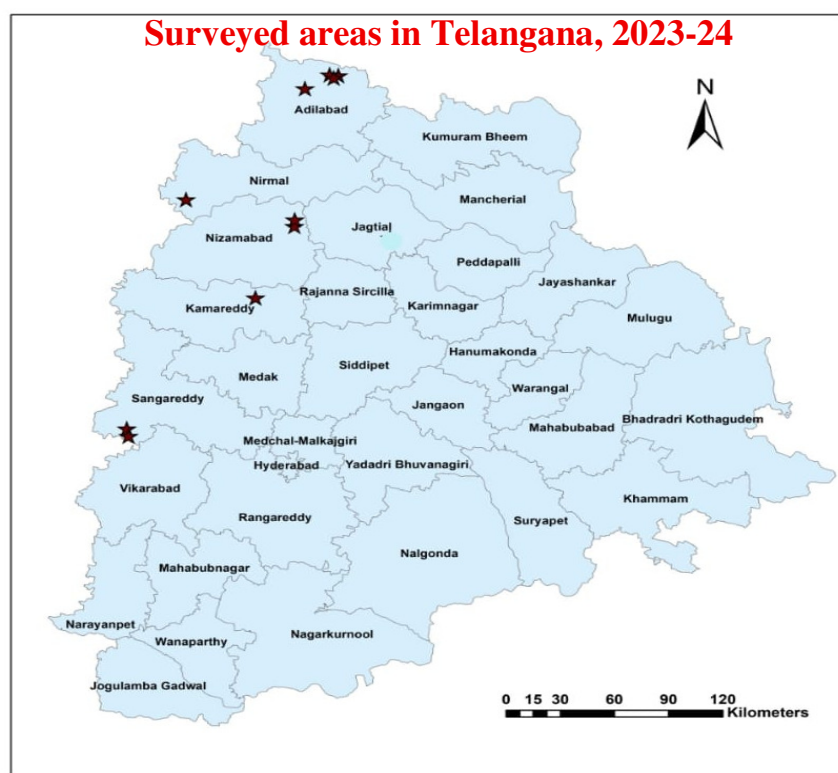 Surveyed areas in Telangana, 2023-24
N
Adilabad
Kumuram Bheem
Nirmal
Mancherial
Jagtial
Nizamabad
Peddapalli
Jayashankar
Rajanna Sircilla
Kamareddy
Karimnagar
Mulugu
Hanumakonda
Siddipet
Medak
Warangal
Sangareddy
Jangaon
Bhadradri Kothagudem
Mahabubabad
Medchal-Malkajgiri
Hyderabad
Yadadri Bhuvanagiri
Vikarabad
Khammam
Rangareddy
Suryapet
Nalgonda
Mahabubnagar
Narayanpet
Nagarkurnool
Wanaparthy
Jogulamba Gadwal
0 15 30 60 90 120
Kilometers